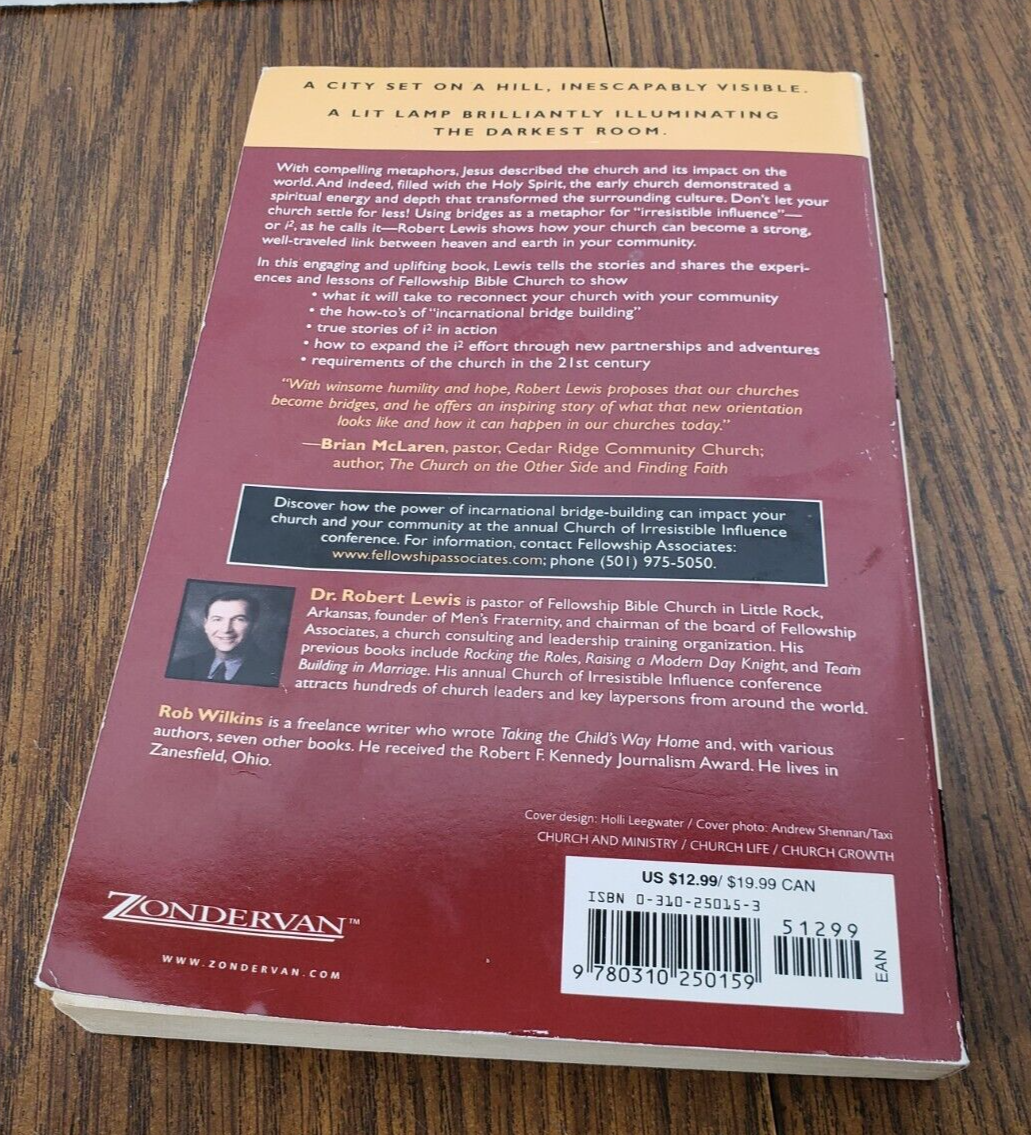 A CITY SET ON A HILL, INESCAPABLY VISIBLE.
A LIT LAMP BRILLIANTLY ILLUMINATING
THE DARKEST ROOM.
With compelling metaphors, Jesus described the church and its impact on the
world. And indeed, filled with the Holy Spirit, the early church demonstrated a
spiritual energy and depth that transformed the surrounding culture. Don't let your
church settle for less! Using bridges as a metaphor for "irresistible influence"—
or i², as he calls it—Robert Lewis shows how your church can become a strong,
well-traveled link between heaven and earth in your community.
In this engaging and uplifting book, Lewis tells the stories and shares the experi-
ences and lessons of Fellowship Bible Church to show
• what it will take to reconnect your church with your community
• the how-to's of "incarnational bridge building"
• true stories of i² in action
• how to expand the i² effort through new partnerships and adventures
• requirements of the church in the 21st century
"With winsome humility and hope, Robert Lewis proposes that our churches
become bridges, and he offers an inspiring story of what that new orientation
looks like and how it can happen in our churches today."
—Brian McLaren, pastor, Cedar Ridge Community Church;
author, The Church on the Other Side and Finding Faith
Discover how the power of incarnational bridge-building can impact your
church and your community at the annual Church of Irresistible Influence
conference. For information, contact Fellowship Associates:
www.fellowshipassociates.com; phone (501) 975-5050.
Dr. Robert Lewis is pastor of Fellowship Bible Church in Little Rock,
Arkansas, founder of Men's Fraternity, and chairman of the board of Fellowship
Associates, a church consulting and leadership training organization. His
previous books include Rocking the Roles, Raising a Modern Day Knight, and Team
Building in Marriage. His annual Church of Irresistible Influence conference
attracts hundreds of church leaders and key laypersons from around the world.
Rob Wilkins is a freelance writer who wrote Taking the Child's Way Home and, with various
authors, seven other books. He received the Robert F. Kennedy Journalism Award. He lives in
Zanesfield, Ohio.
Cover design: Holli Leegwater / Cover photo: Andrew Shennan/Taxi
CHURCH AND MINISTRY / CHURCH LIFE / CHURCH GROWTH
US $12.99/ $19.99 CAN
ISBN 0-310-25015-3
51299
9 780310 250159
EAN
ZONDERVAN™
WWW.ZONDERVAN.COM